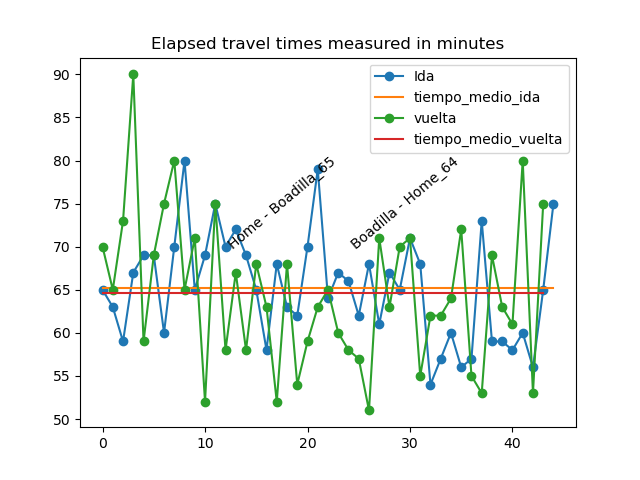 Elapsed travel times measured in minutes
90
85
80
75
70
65
60
55
50
0
10
20
30
40
Ida
tiempo_medio_ida
vuelta
tiempo_medio_vuelta
Home - Boadilla_65
Boadilla - Home_64